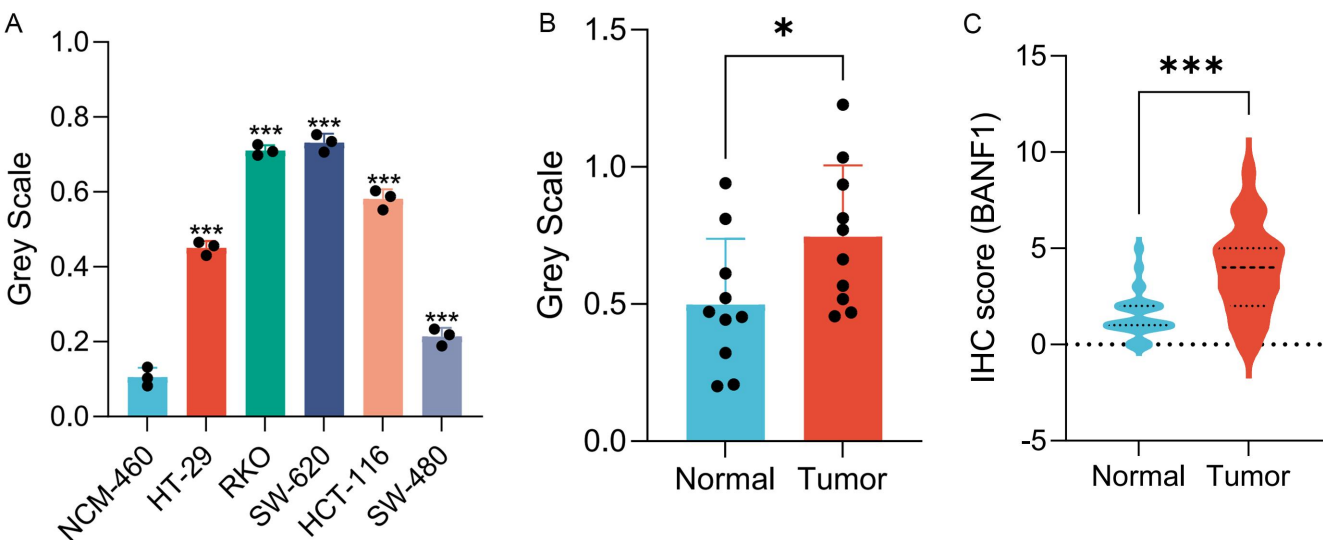 A
Grey Scale
1.0
0.8
0.6
0.4
0.2
0.0
***
***
***
***
***
NCM-460
HT-29
RKO
SW-620
HCT-116
SW-480
B
Grey Scale
1.5
1.0
0.5
0.0
*
Normal
Tumor
C
IHC score (BANF1)
15
10
5
0
-5
***
Normal
Tumor